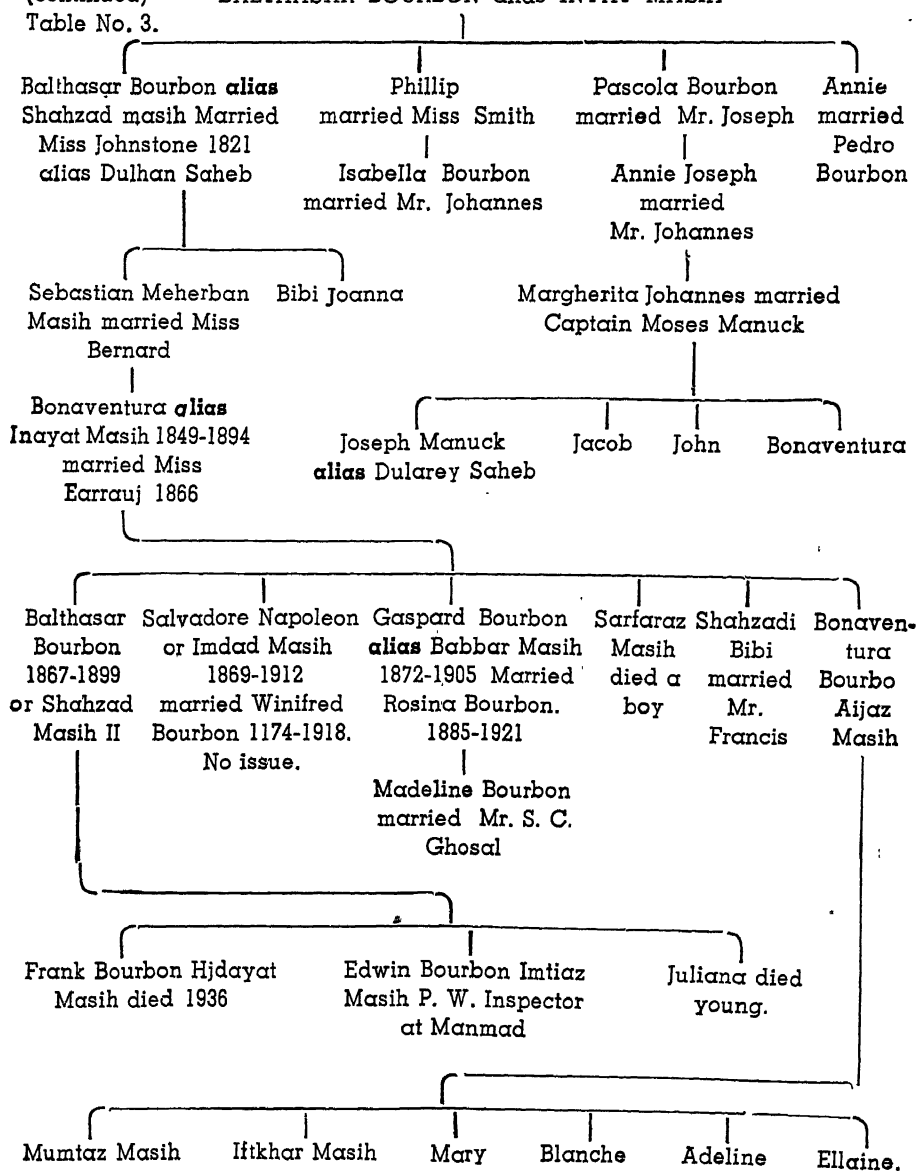 Table No. 3.
Balthasar Bourbon alias
Shahzad masih Married
Miss Johnstone 1821
alias Dulhan Saheb
Phillip
married Miss Smith
Isabella Bourbon
married Mr. Johannes
Pascola Bourbon
married Mr. Joseph
Annie Joseph
married
Mr. Johannes
Annie
married
Pedro
Bourbon
Sebastian Meherban
Masih married Miss
Bernard
Bibi Joanna
Margherita Johannes married
Captain Moses Manuck
Bonaventura alias
Inayat Masih 1849-1894
married Miss
Earrauj 1866
Joseph Manuck
alias Dularey Saheb
Jacob
John
Bonaventura
Balthasar
Bourbon
1867-1899
or Shahzad
Masih II
Salvadore Napoleon
or Imdad Masih
1869-1912
married Winifred
Bourbon 1174-1918.
No issue.
Gaspard Bourbon
alias Babbar Masih
1872-1905 Married
Rosina Bourbon.
1885-1921
Madeline Bourbon
married Mr. S. C.
Ghosal
Sarfaraz
Masih
died a
boy
Shahzadi
Bibi
married
Mr.
Francis
Bonaven-
tura
Bourbo
Aijaz
Masih
Frank Bourbon Hjdayat
Masih died 1936
Edwin Bourbon Imtiaz
Masih P. W. Inspector
at Manmad
Juliana died
young.
Mumtaz Masih
Iftkhar Masih
Mary
Blanche
Adeline
Ellaine.